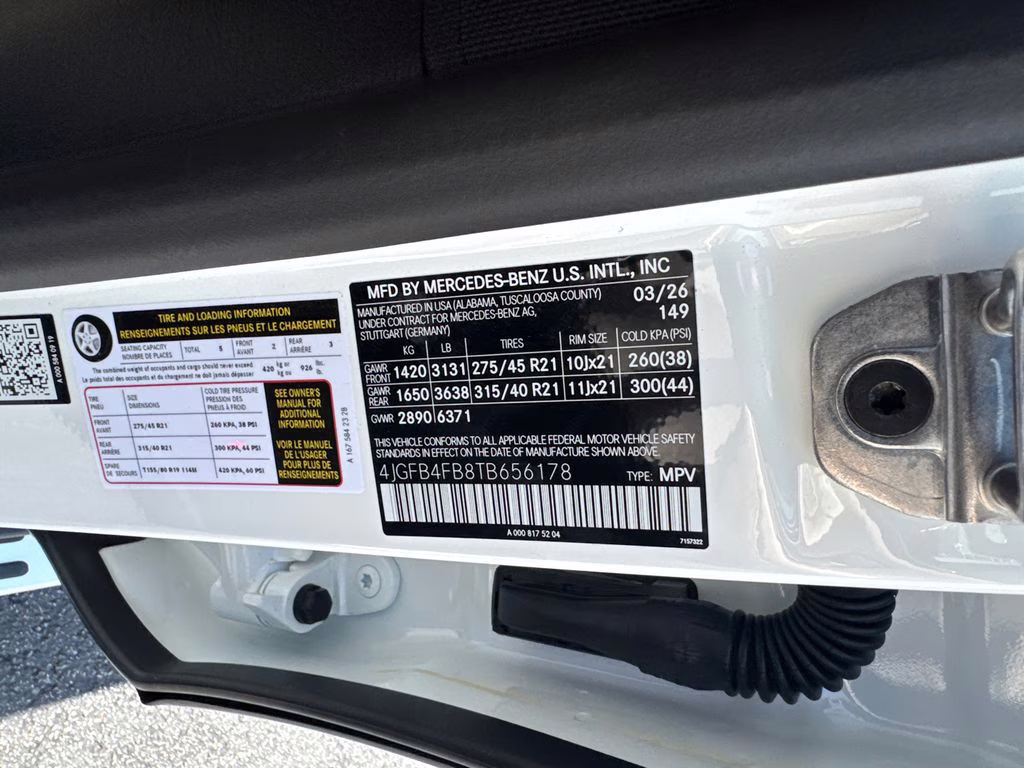 A 000 584 09 19
TIRE AND LOADING INFORMATION
RENSEIGNEMENTS SUR LES PNEUS ET LE CHARGEMENT
SEATING CAPACITY TOTAL 5 FRONT 2 REAR 3
NOMBRE DE PLACES AVANT ARRIÈRE
The combined weight of occupants and cargo should never exceed 420 kg or 926 lbs.
Le poids total des occupants et du chargement ne doit jamais dépasser kg ou lb.
TIRE SIZE COLD TIRE PRESSURE
PNEU DIMENSIONS PRESSION DES PNEUS À FROID
FRONT 275/45 R21 260 KPA, 38 PSI
AVANT
REAR 315/40 R21 300 KPA, 44 PSI
ARRIÈRE
SPARE T155/80 R19 114M 420 KPA, 60 PSI
DE SECOURS
SEE OWNER'S
MANUAL FOR
ADDITIONAL
INFORMATION
VOIR LE MANUEL
DE L'USAGER
POUR PLUS DE
RENSEIGNEMENTS
A 167 584 23 28
MFD BY MERCEDES-BENZ U.S. INTL., INC
MANUFACTURED IN USA (ALABAMA, TUSCALOOSA COUNTY) 03/26
UNDER CONTRACT FOR MERCEDES-BENZ AG, 149
STUTTGART (GERMANY)
KG LB TIRES RIM SIZE COLD KPA(PSI)
GAWR FRONT 1420 3131 275/45 R21 10Jx21 260(38)
GAWR REAR 1650 3638 315/40 R21 11Jx21 300(44)
GVWR 2890 6371
THIS VEHICLE CONFORMS TO ALL APPLICABLE FEDERAL MOTOR VEHICLE SAFETY
STANDARDS IN EFFECT ON THE DATE OF MANUFACTURE SHOWN ABOVE.
4JGFB4FB8TB656178 TYPE: MPV
A 000 817 52 04
7157322